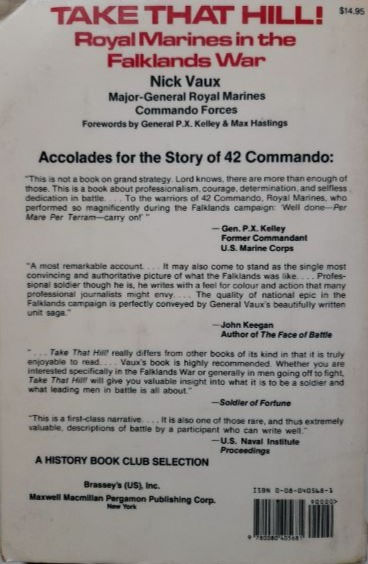 TAKE THAT HILL!
$14.95
Royal Marines in the
Falklands War
Nick Vaux
Major-General Royal Marines
Commando Forces
Forewords by General P.X. Kelley & Max Hastings
Accolades for the Story of 42 Commando:
"This is not a book on grand strategy. Lord knows, there are more than enough of
those. This is a book about professionalism, courage, determination, and selfless
dedication in battle. . . . To the warriors of 42 Commando, Royal Marines, who
performed so magnificently during the Falklands campaign: 'Well done—Per
Mare Per Terram—carry on!' "
—Gen. P.X. Kelley
Former Commandant
U.S. Marine Corps
"A most remarkable account. . . . It may also come to stand as the single most
convincing and authoritative picture of what the Falklands was like. . . . Profes-
sional soldier though he is, he writes with a feel for colour and action that many
professional journalists might envy. . . . The quality of national epic in the
Falklands campaign is perfectly conveyed by General Vaux's beautifully written
unit saga."
—John Keegan
Author of The Face of Battle
" . . . Take That Hill! really differs from other books of its kind in that it is truly
enjoyable to read. . . . Vaux's book is highly recommended. Whether you are
interested specifically in the Falklands War or generally in men going off to fight,
Take That Hill! will give you valuable insight into what it is to be a soldier and
what leading men in battle is all about."
—Soldier of Fortune
"This is a first-class narrative. . . . It is also one of those rare, and thus extremely
valuable, descriptions of battle by a participant who can write well."
—U.S. Naval Institute
Proceedings
A HISTORY BOOK CLUB SELECTION
Brassey's (US), Inc.
Maxwell Macmillan Pergamon Publishing Corp.
New York
ISBN 0-08-040568-1
90000>
9 780080 405681